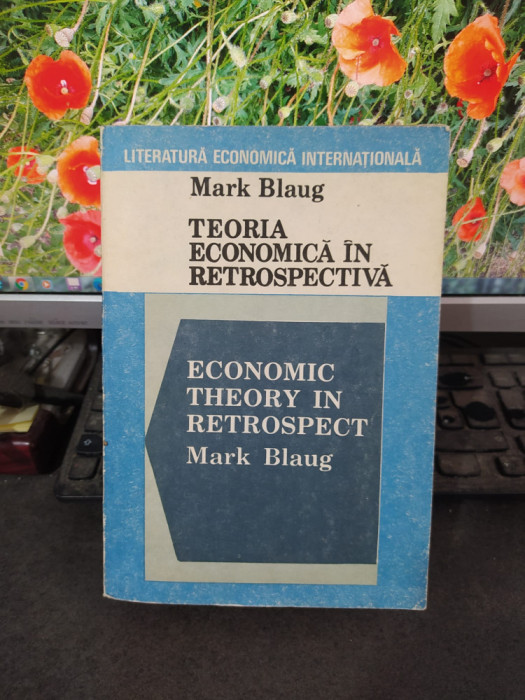 LITERATURĂ ECONOMICĂ INTERNAȚIONALĂ
Mark Blaug
TEORIA
ECONOMICĂ ÎN
RETROSPECTIVĂ
ECONOMIC
THEORY IN
RETROSPECT
Mark Blaug